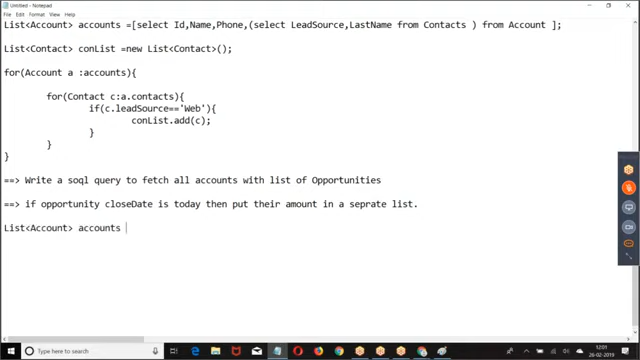 Untitled - Notepad
File Edit Format View Help
List<Account> accounts =[select Id,Name,Phone,(select LeadSource,LastName from Contacts ) from Account ];
List<Contact> conList =new List<Contact>();
for(Account a :accounts){
for(Contact c:a.contacts){
if(c.leadSource=='Web'){
conList.add(c);
}
}
}
==> Write a soql query to fetch all accounts with list of Opportunities
==> if opportunity closeDate is today then put their amount in a seprate list.
List<Account> accounts
Type here to search
12:01
26-02-2019